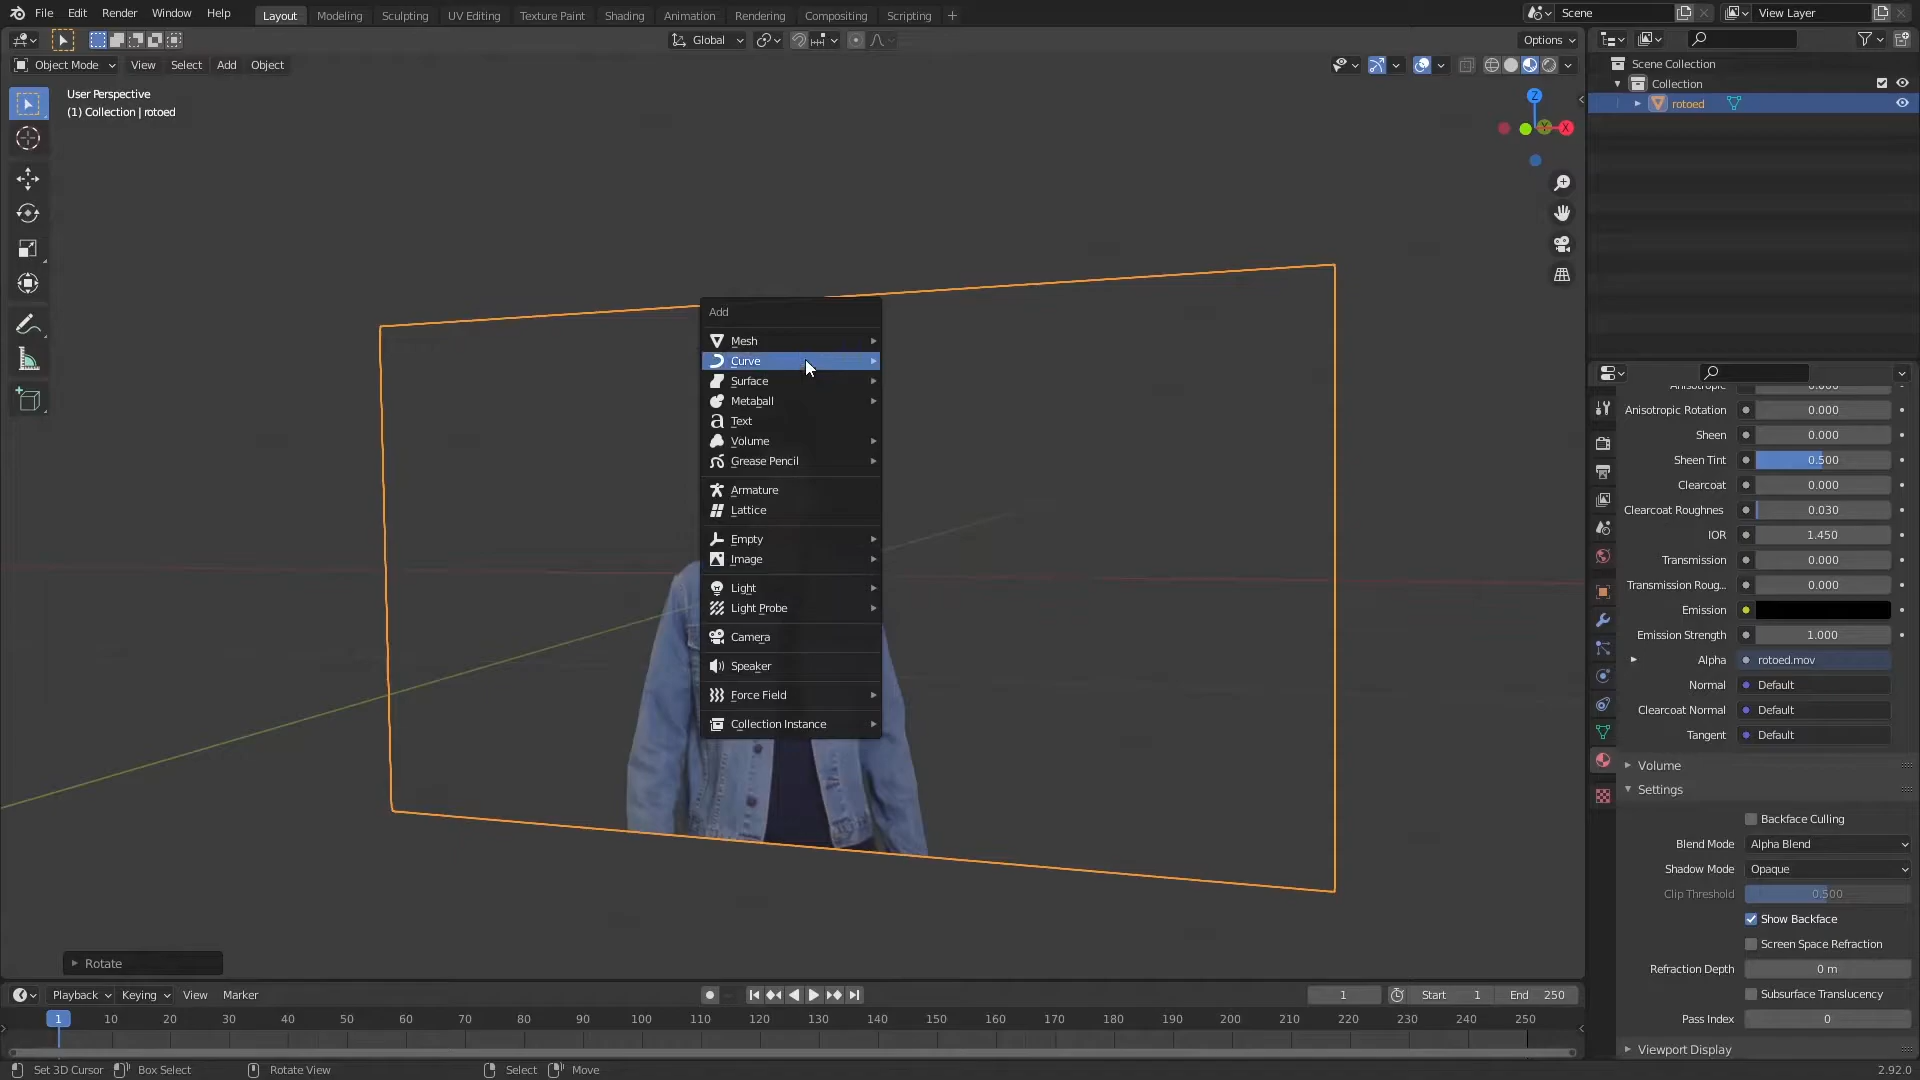 File Edit Render Window Help
Layout Modeling Sculpting UV Editing Texture Paint Shading Animation Rendering Compositing Scripting +
Scene
View Layer
Global
Options
Object Mode View Select Add Object
User Perspective
(1) Collection | rotoed
Z
Y
X
Scene Collection
Collection
rotoed
Add
Mesh
Curve
Surface
Metaball
Text
Volume
Grease Pencil
Armature
Lattice
Empty
Image
Light
Light Probe
Camera
Speaker
Force Field
Collection Instance
Anisotropic 0.000
Anisotropic Rotation 0.000
Sheen 0.000
Sheen Tint 0.500
Clearcoat 0.000
Clearcoat Roughnes 0.030
IOR 1.450
Transmission 0.000
Transmission Roug... 0.000
Emission
Emission Strength 1.000
Alpha rotoed.mov
Normal Default
Clearcoat Normal Default
Tangent Default
Volume
Settings
Backface Culling
Blend Mode Alpha Blend
Shadow Mode Opaque
Clip Threshold 0.500
Show Backface
Screen Space Refraction
Refraction Depth 0 m
Subsurface Translucency
Pass Index 0
Viewport Display
Rotate
Playback Keying View Marker
1 Start 1 End 250
1 10 20 30 40 50 60 70 80 90 100 110 120 130 140 150 160 170 180 190 200 210 220 230 240 250
Set 3D Cursor Box Select Rotate View Select Move
2.92.0